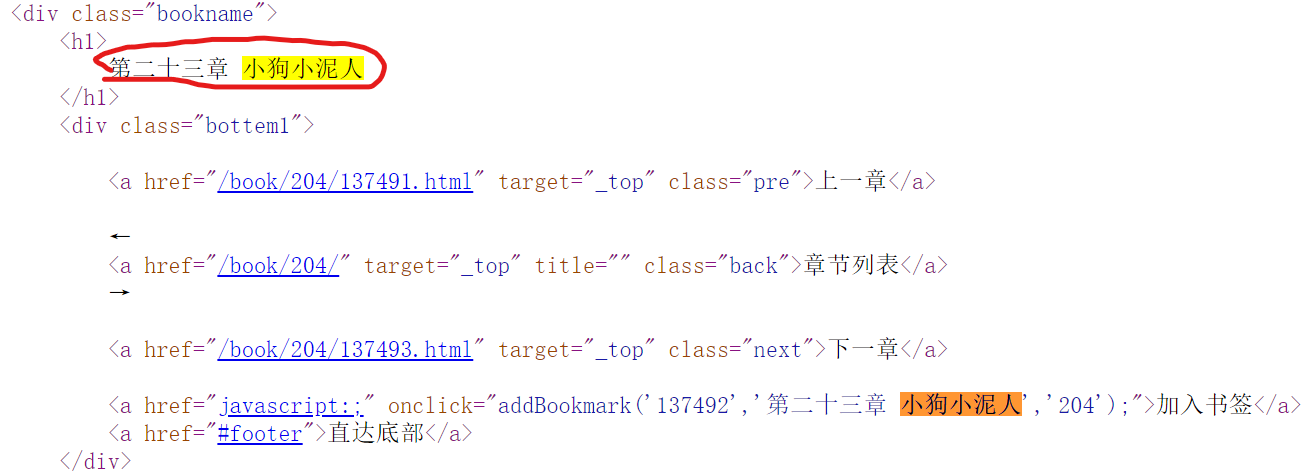 <div class="bookname">
<h1>
第二十三章 小狗小泥人
</h1>
<div class="bottem1">
<a href="/book/204/137491.html" target="_top" class="pre">上一章</a>
←
<a href="/book/204/" target="_top" title="" class="back">章节列表</a>
→
<a href="/book/204/137493.html" target="_top" class="next">下一章</a>
<a href="javascript:;" onclick="addBookmark('137492','第二十三章 小狗小泥人','204');">加入书签</a>
<a href="#footer">直达底部</a>
</div>